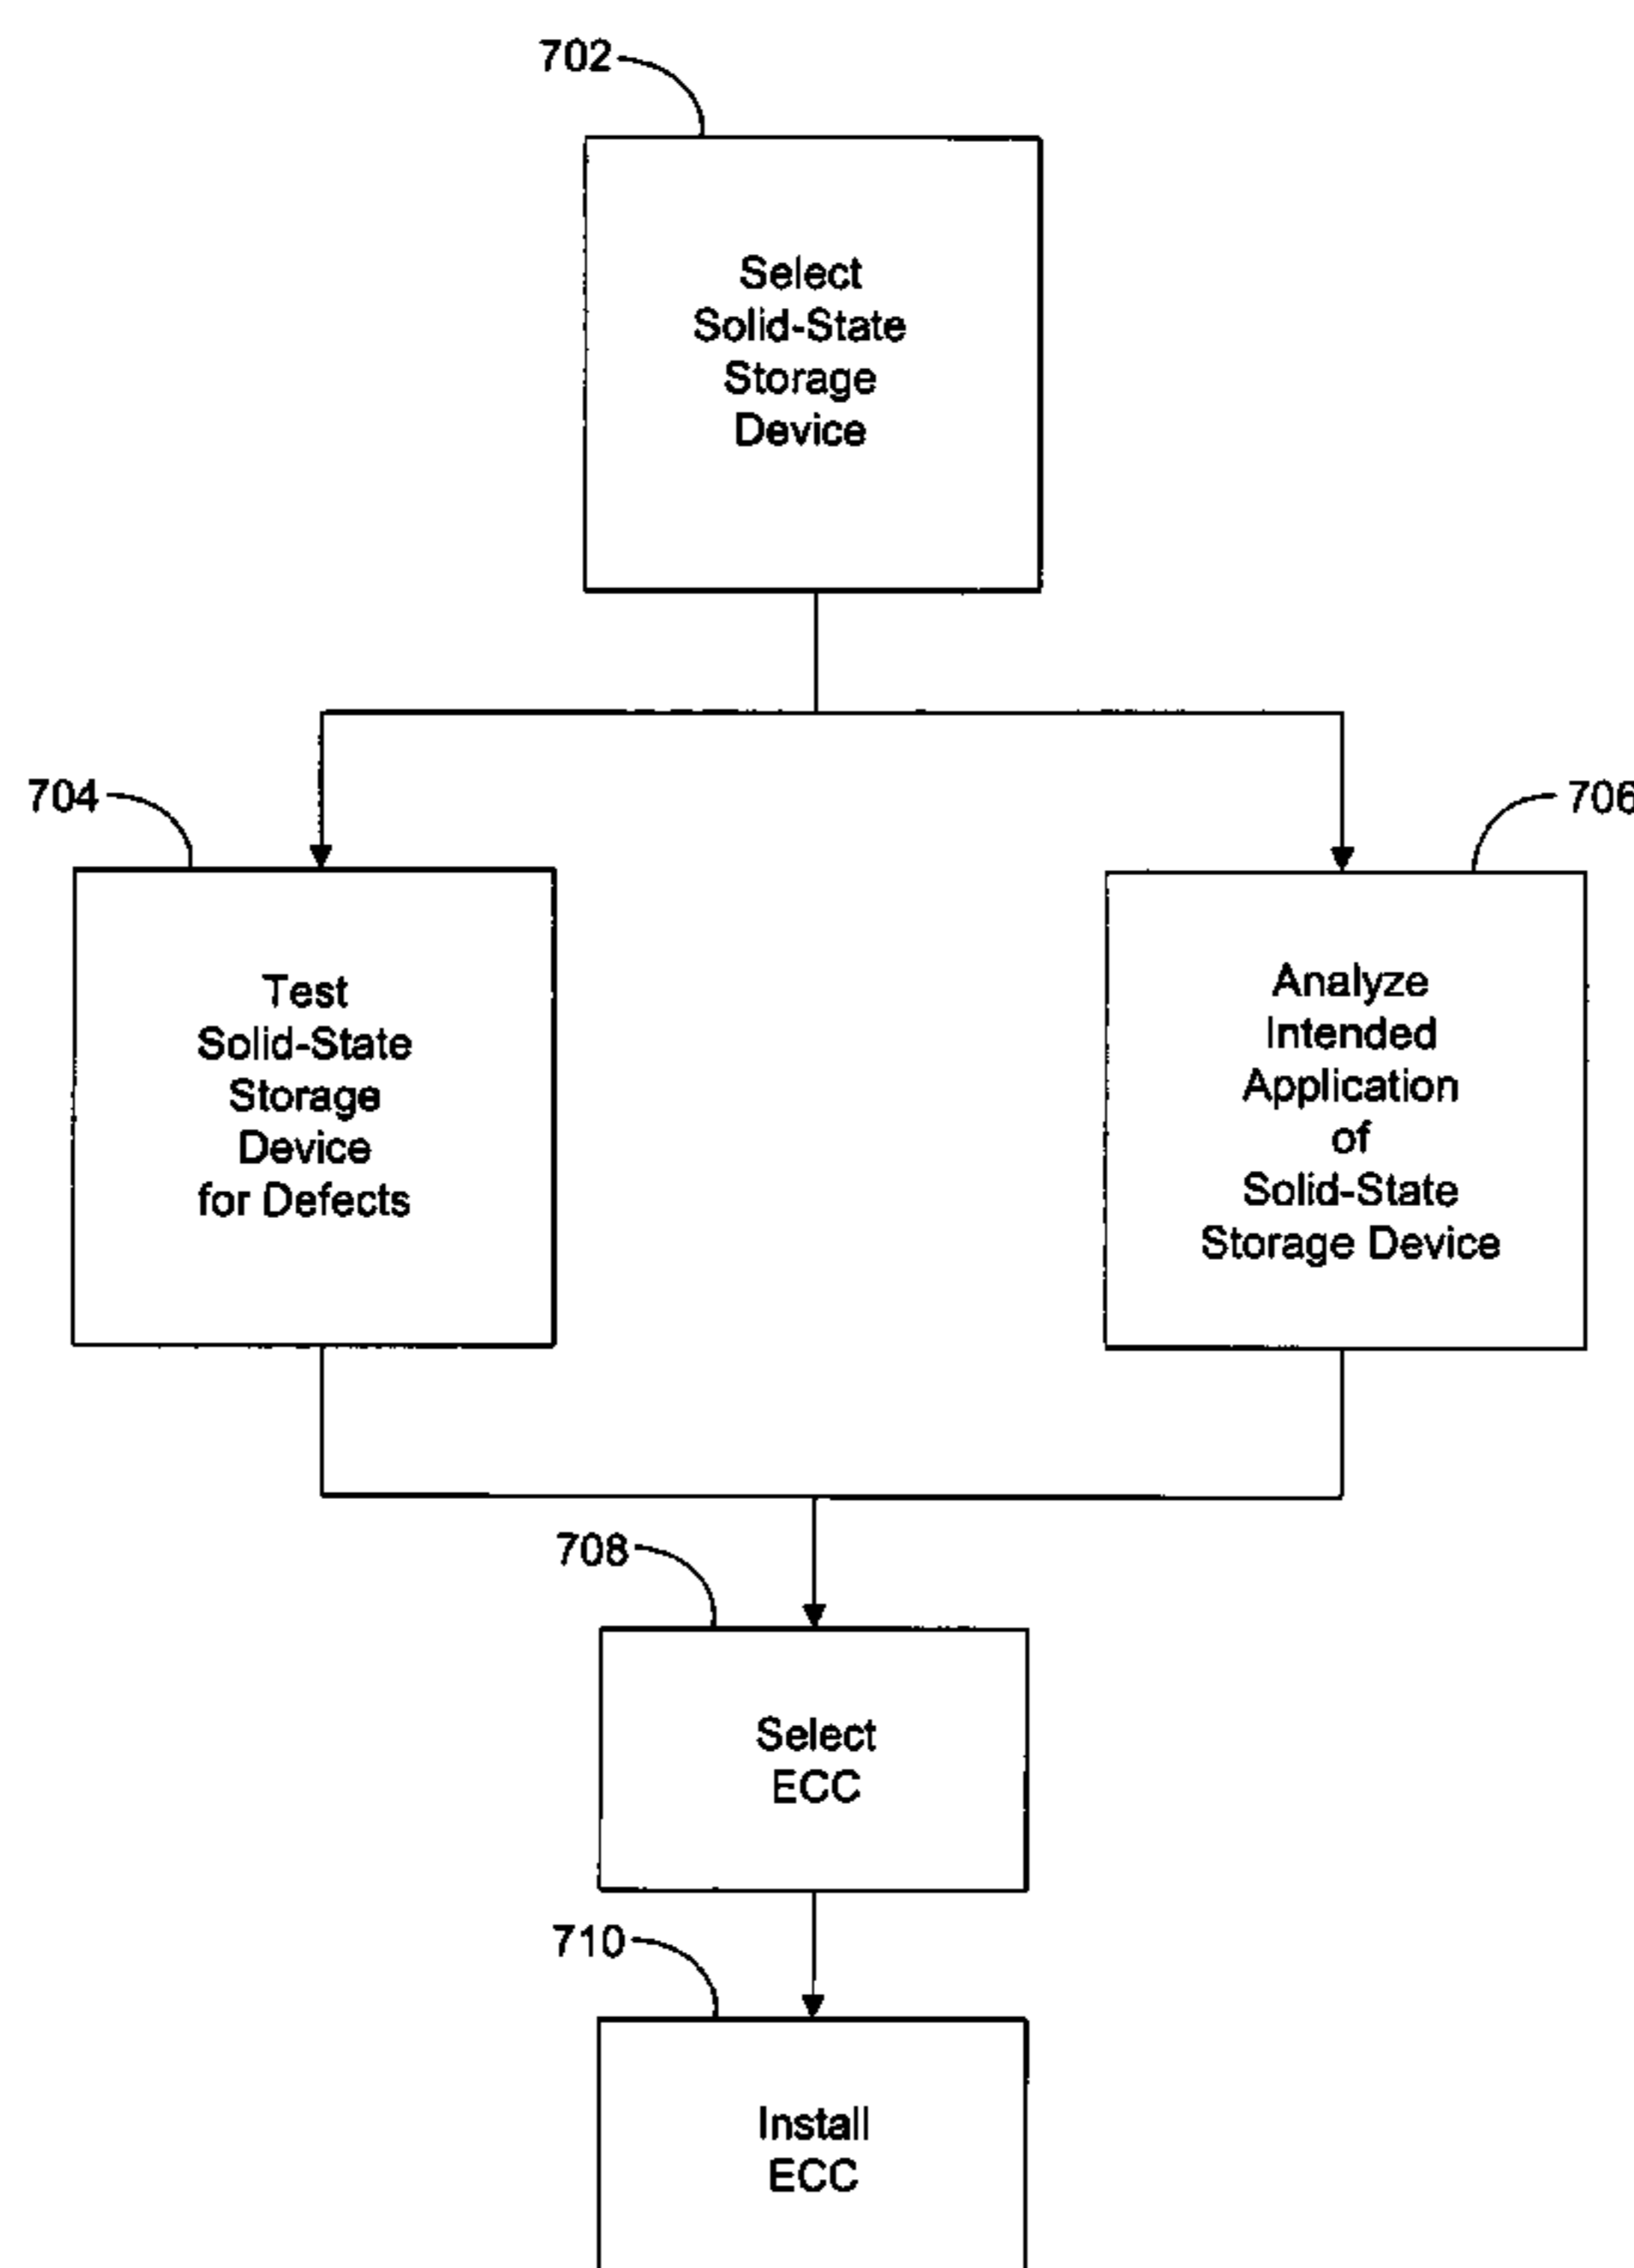 702
Select
Solid-State
Storage
Device
704
Test
Solid-State
Storage
Device
for Defects
706
Analyze
Intended
Application
of
Solid-State
Storage Device
708
Select
ECC
710
Install
ECC